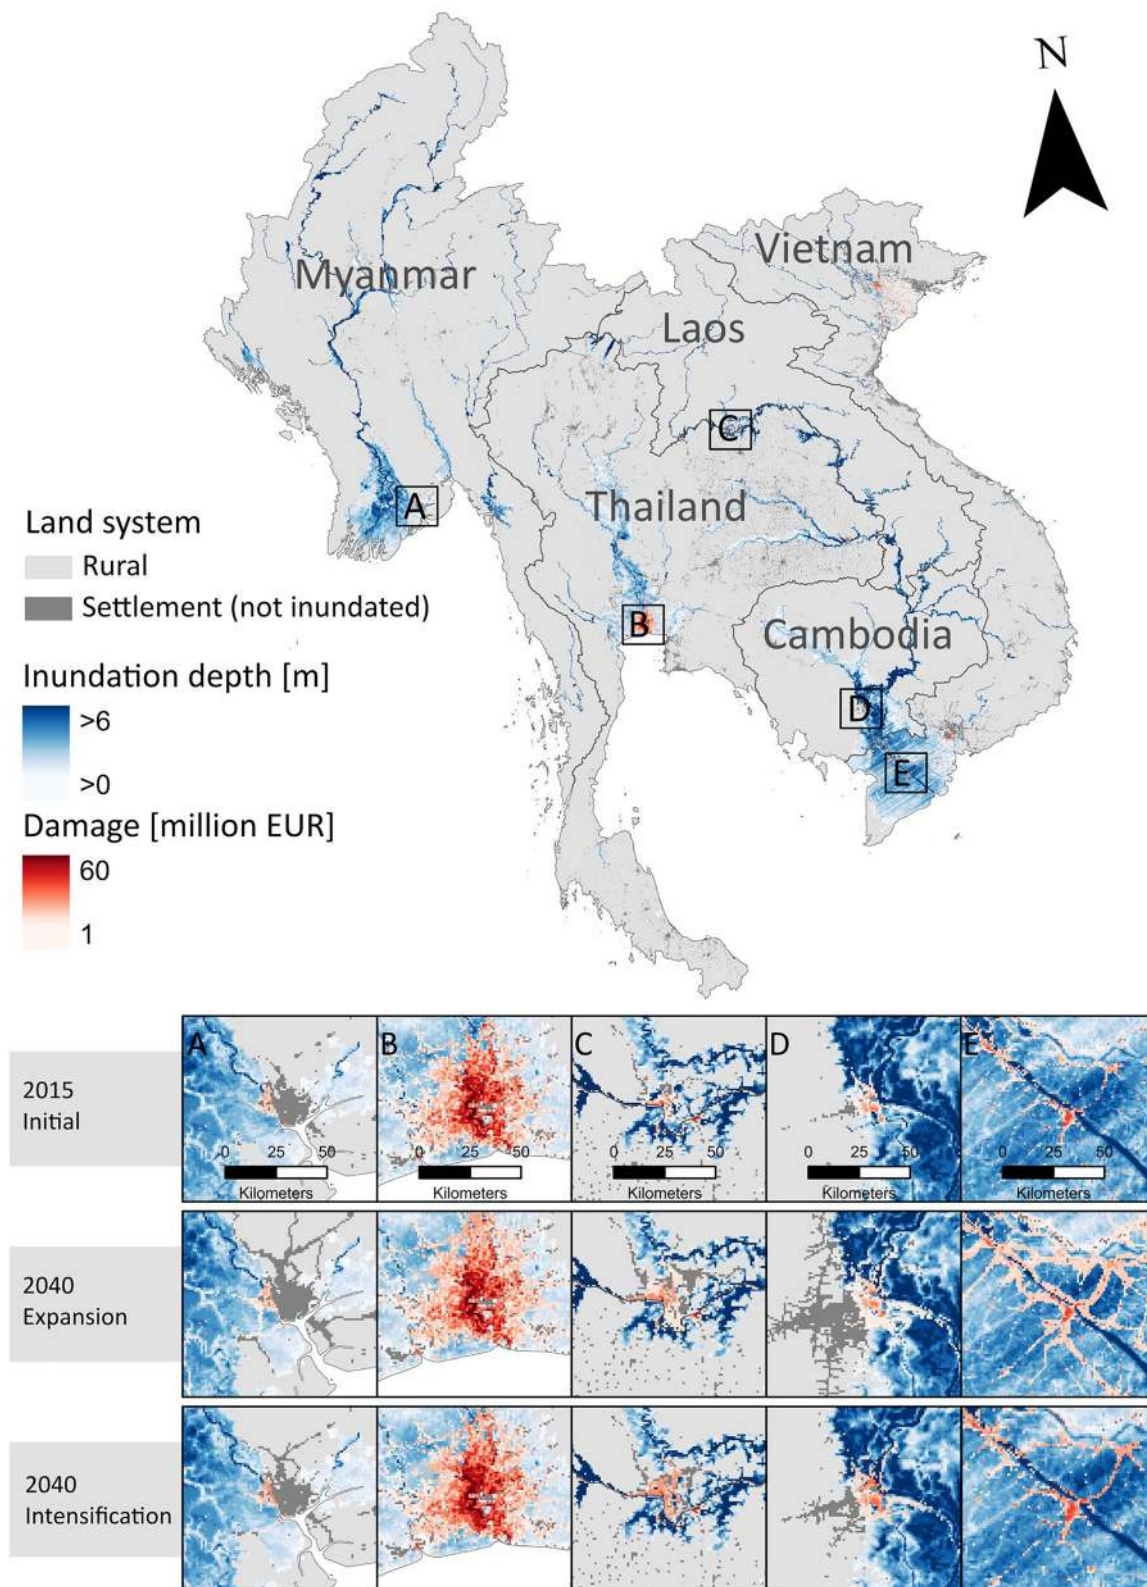 N
Vietnam
Myanmar
Laos
C
A
Thailand
Land system
Rural
Settlement (not inundated)
B
Cambodia
Inundation depth [m]
>6
>0
D
E
Damage [million EUR]
60
1
A
B
C
D
E
2015
Initial
0 25 50
Kilometers
0 25 50
Kilometers
0 25 50
Kilometers
0 25 50
Kilometers
0 25 50
Kilometers
2040
Expansion
2040
Intensification